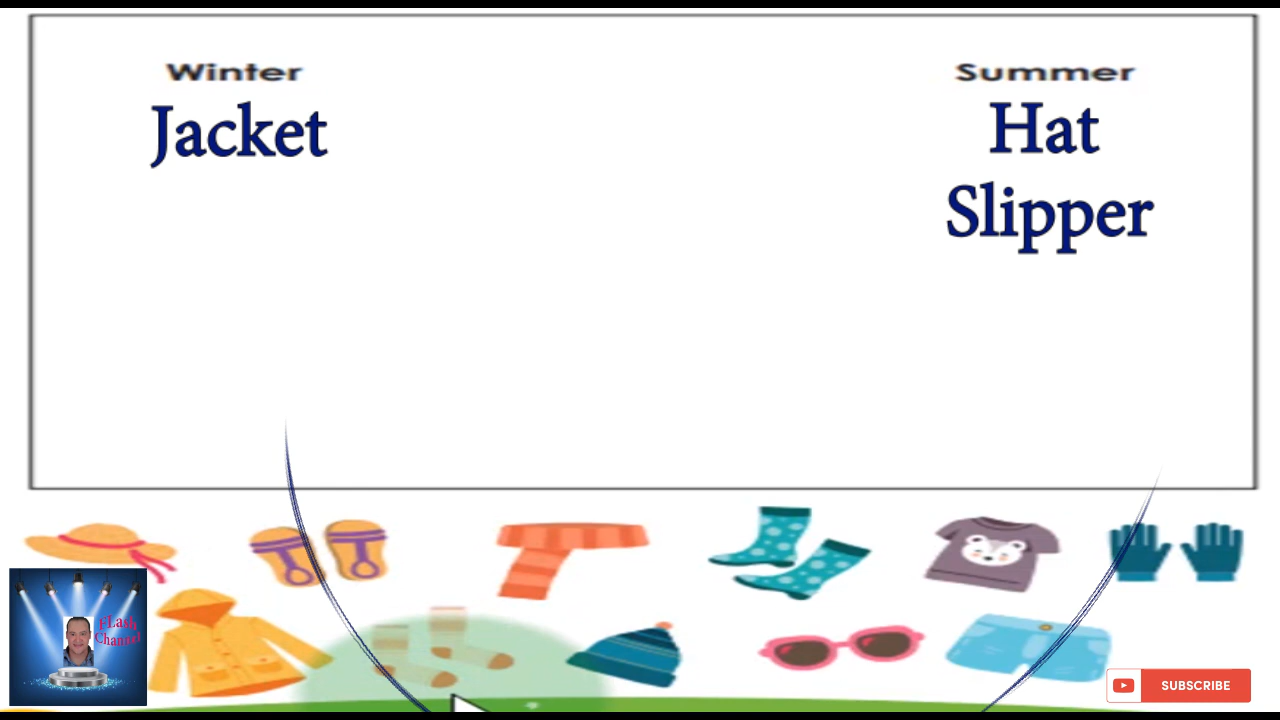 Winter
Summer
Jacket
Hat
Slipper
FLash
Channel
SUBSCRIBE